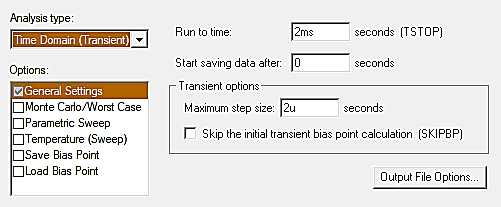 Analysis type:
Time Domain (Transient)
Options:
General Settings
Monte Carlo/Worst Case
Parametric Sweep
Temperature (Sweep)
Save Bias Point
Load Bias Point
Run to time: 2ms seconds (TSTOP)
Start saving data after: 0 seconds
Transient options
Maximum step size: 2u seconds
Skip the initial transient bias point calculation (SKIPBP)
Output File Options...